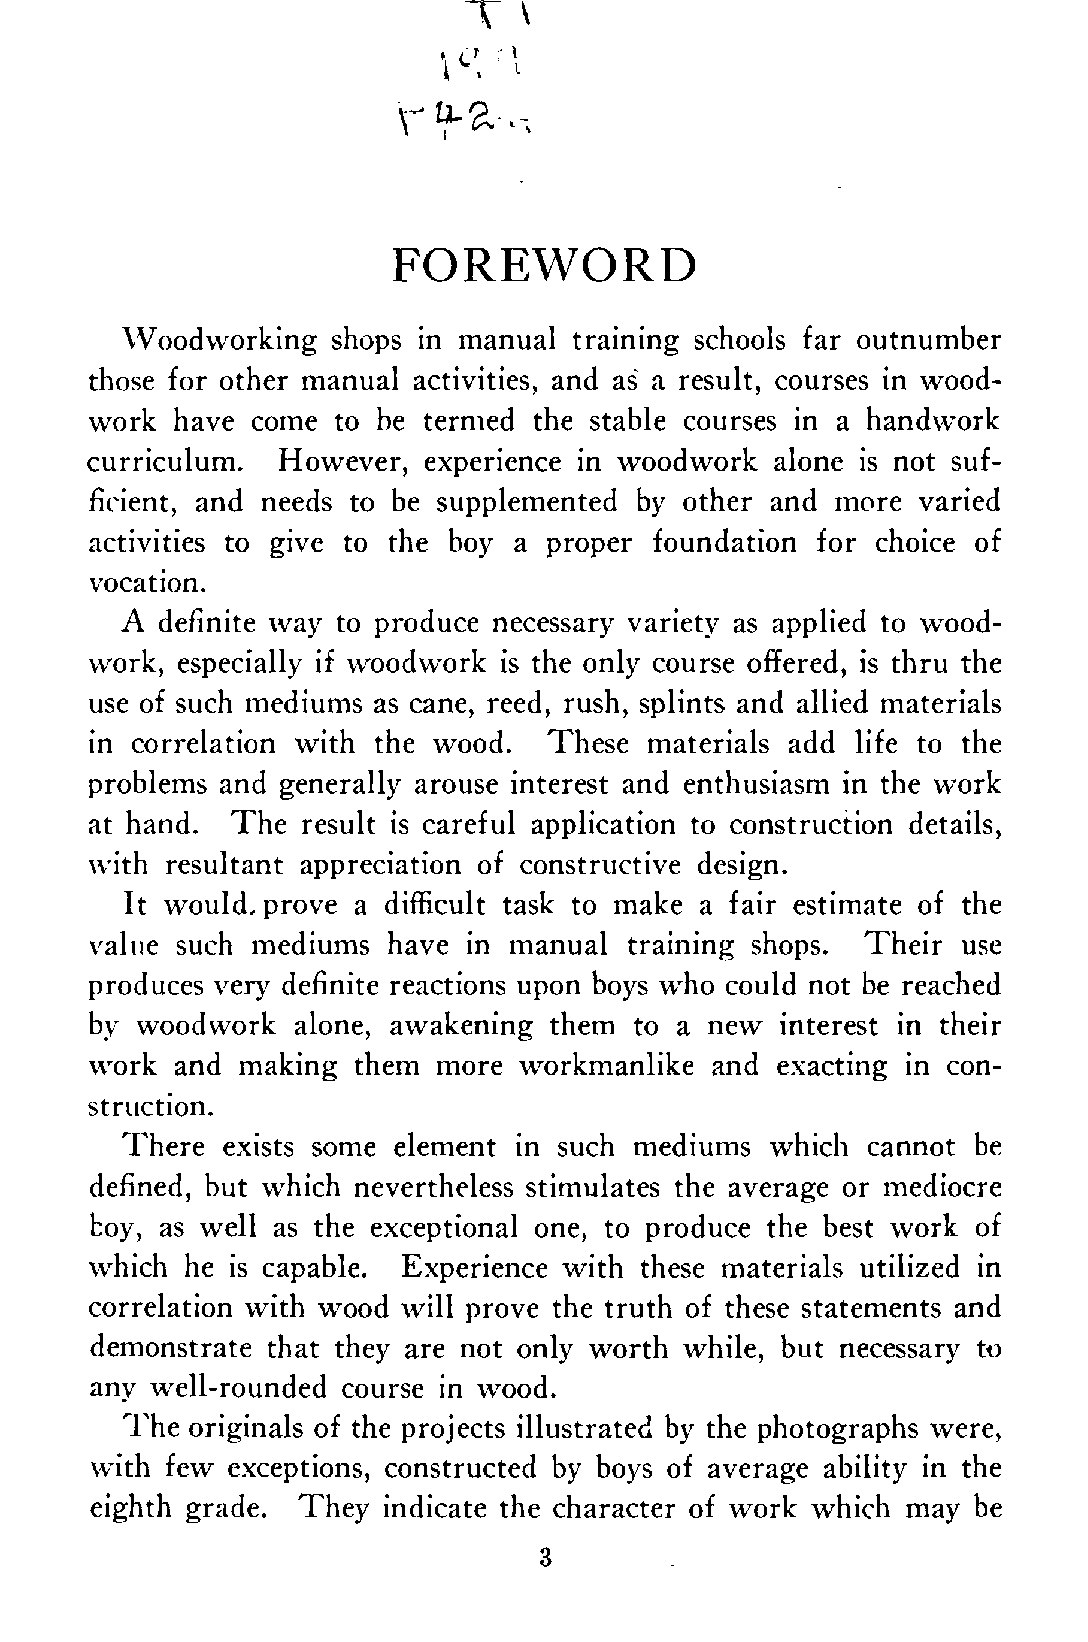 FOREWORD
Woodworking shops in manual training schools far outnumber
those for other manual activities, and as a result, courses in wood-
work have come to be termed the stable courses in a handwork
curriculum. However, experience in woodwork alone is not suf-
ficient, and needs to be supplemented by other and more varied
activities to give to the boy a proper foundation for choice of
vocation.
A definite way to produce necessary variety as applied to wood-
work, especially if woodwork is the only course offered, is thru the
use of such mediums as cane, reed, rush, splints and allied materials
in correlation with the wood. These materials add life to the
problems and generally arouse interest and enthusiasm in the work
at hand. The result is careful application to construction details,
with resultant appreciation of constructive design.
It would prove a difficult task to make a fair estimate of the
value such mediums have in manual training shops. Their use
produces very definite reactions upon boys who could not be reached
by woodwork alone, awakening them to a new interest in their
work and making them more workmanlike and exacting in con-
struction.
There exists some element in such mediums which cannot be
defined, but which nevertheless stimulates the average or mediocre
boy, as well as the exceptional one, to produce the best work of
which he is capable. Experience with these materials utilized in
correlation with wood will prove the truth of these statements and
demonstrate that they are not only worth while, but necessary to
any well-rounded course in wood.
The originals of the projects illustrated by the photographs were,
with few exceptions, constructed by boys of average ability in the
eighth grade. They indicate the character of work which may be
3